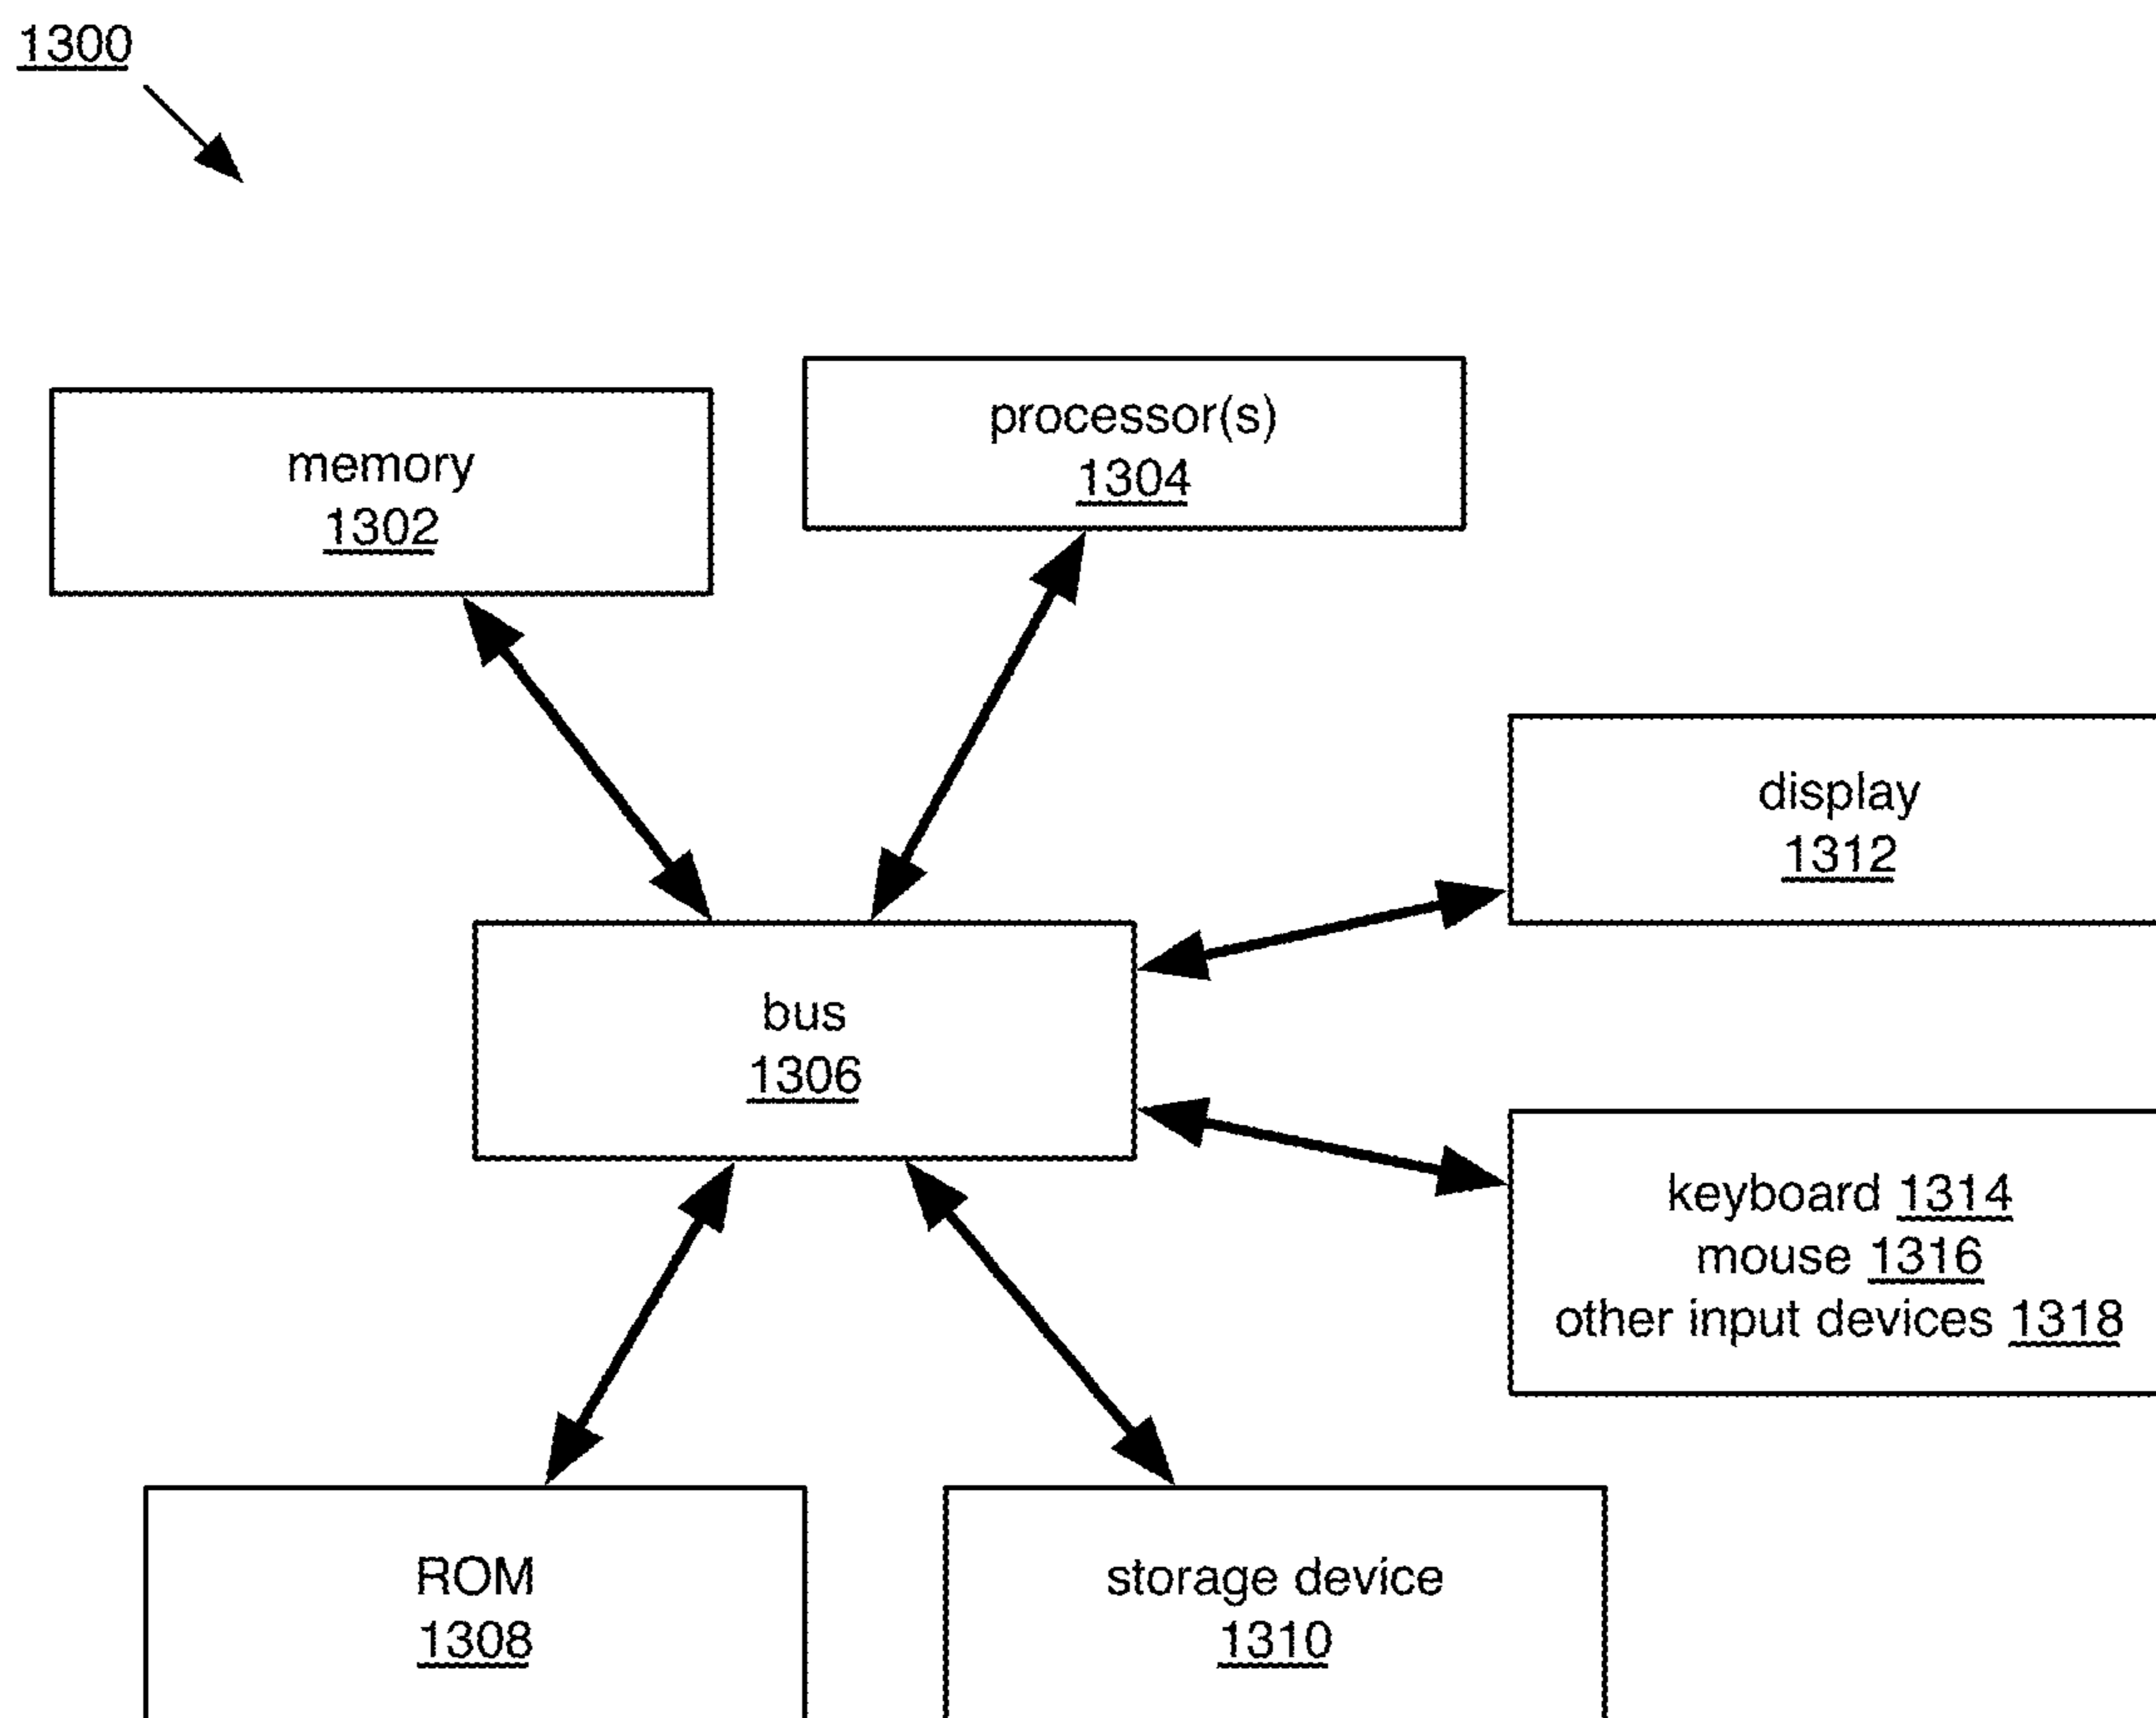 1300
processor(s)
1304
memory
1302
display
1312
bus
1306
keyboard 1314
mouse 1316
other input devices 1318
ROM
1308
storage device
1310